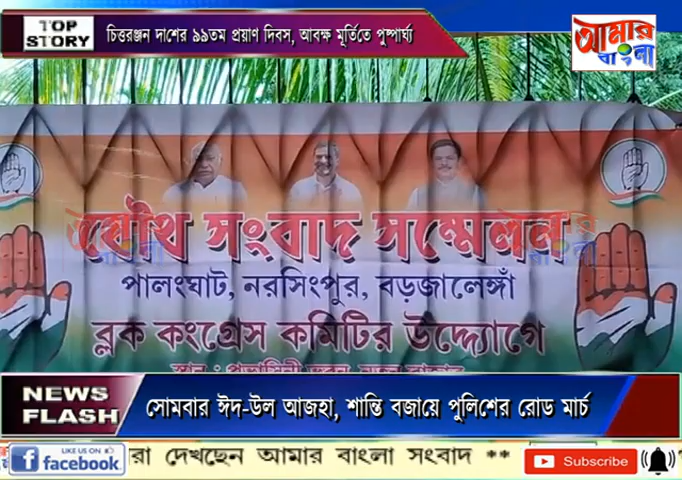 TOP STORY
চিত্তরঞ্জন দাশের ৯৯তম প্রয়াণ দিবস, আবক্ষ মূর্তিতে পুষ্পার্ঘ্য
আমার বাংলা
যৌথ সংবাদ সম্মেলন
পালংঘাট, নরসিংপুর, বড়জালেঙ্গাঁ
ব্লক কংগ্রেস কমিটির উদ্দ্যোগে
স্থান :
NEWS FLASH
সোমবার ঈদ-উল আজহা, শান্তি বজায়ে পুলিশের রোড মার্চ
LIKE US ON facebook
রা দেখছেন আমার বাংলা সংবাদ **
Subscribe